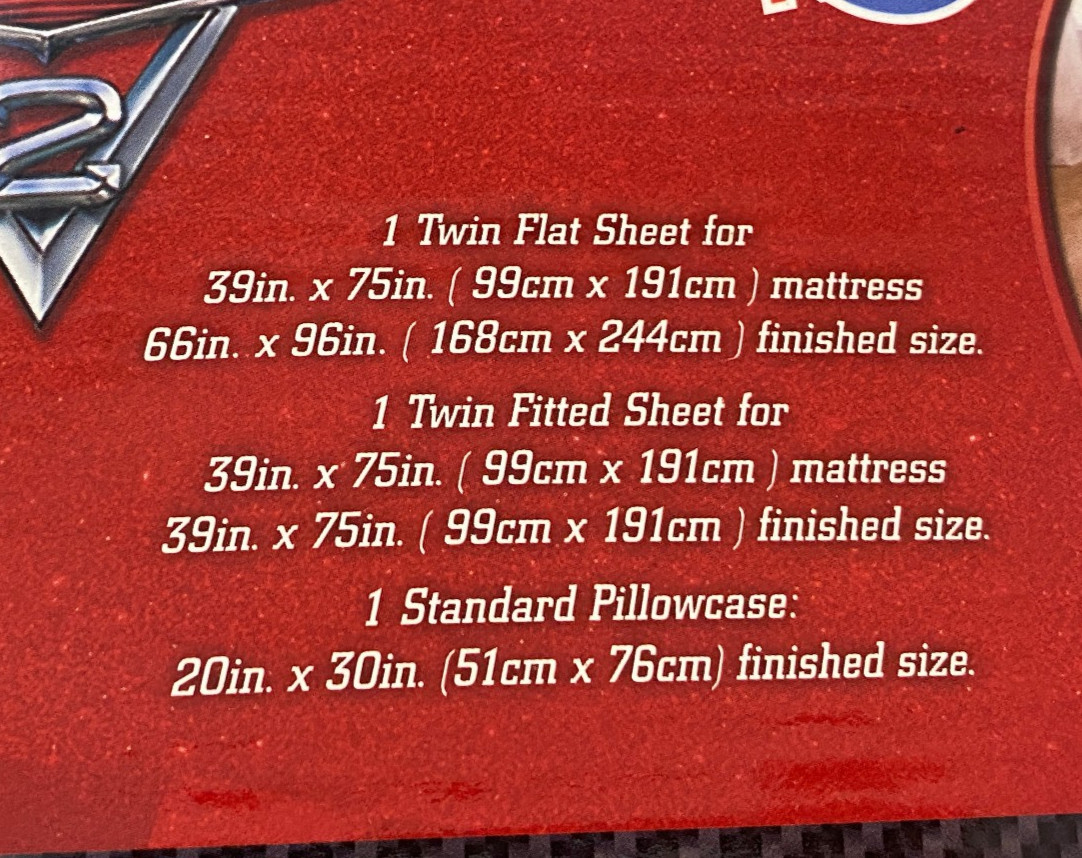 2
1 Twin Flat Sheet for
39in. x 75in. ( 99cm x 191cm ) mattress
66in. x 96in. ( 168cm x 244cm ) finished size.
1 Twin Fitted Sheet for
39in. x 75in. ( 99cm x 191cm ) mattress
39in. x 75in. ( 99cm x 191cm ) finished size.
1 Standard Pillowcase:
20in. x 30in. (51cm x 76cm) finished size.